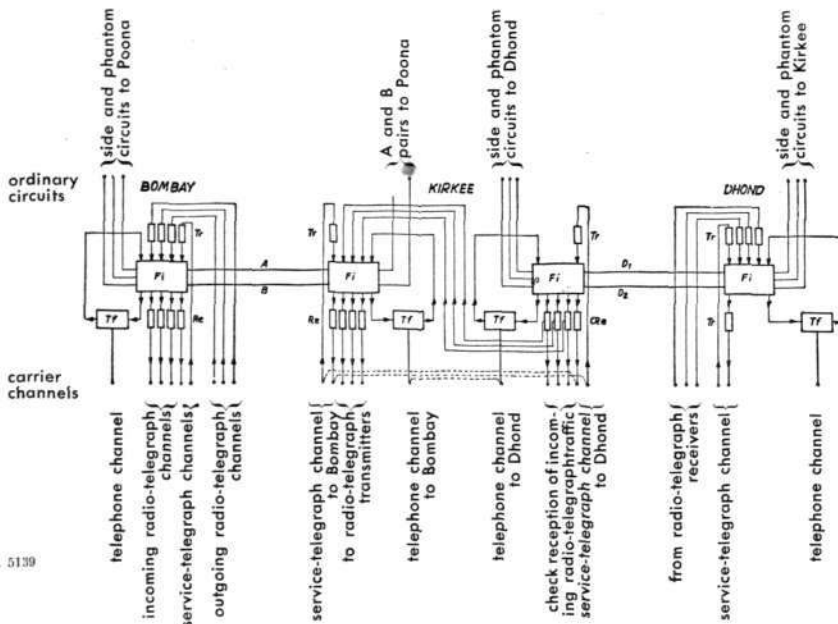 side and phantom
circuits to Poona
A and B
pairs to Poona
side and phantom
circuits to Dhond
side and phantom
circuits to Kirkee
ordinary
circuits
BOMBAY
KIRKEE
DHOND
Tr
Tr
Tr
Tr
Fi
Fi
Fi
Fi
A
B
D₁
D₂
Tf
Re
Re
Tf
Tf
CRe
Tr
Tf
carrier
channels
telephone channel
incoming radio-telegraph
channels
service-telegraph channels
outgoing radio-telegraph
channels
service-telegraph channel
to Bombay
to radio-telegraph
transmitters
telephone channel
to Bombay
telephone channel
to Dhond
check reception of incom-
ing radio-telegraphtraffic
service-telegraph channel
to Dhond
from radio-telegraph
receivers
service-telegraph channel
telephone channel
5139